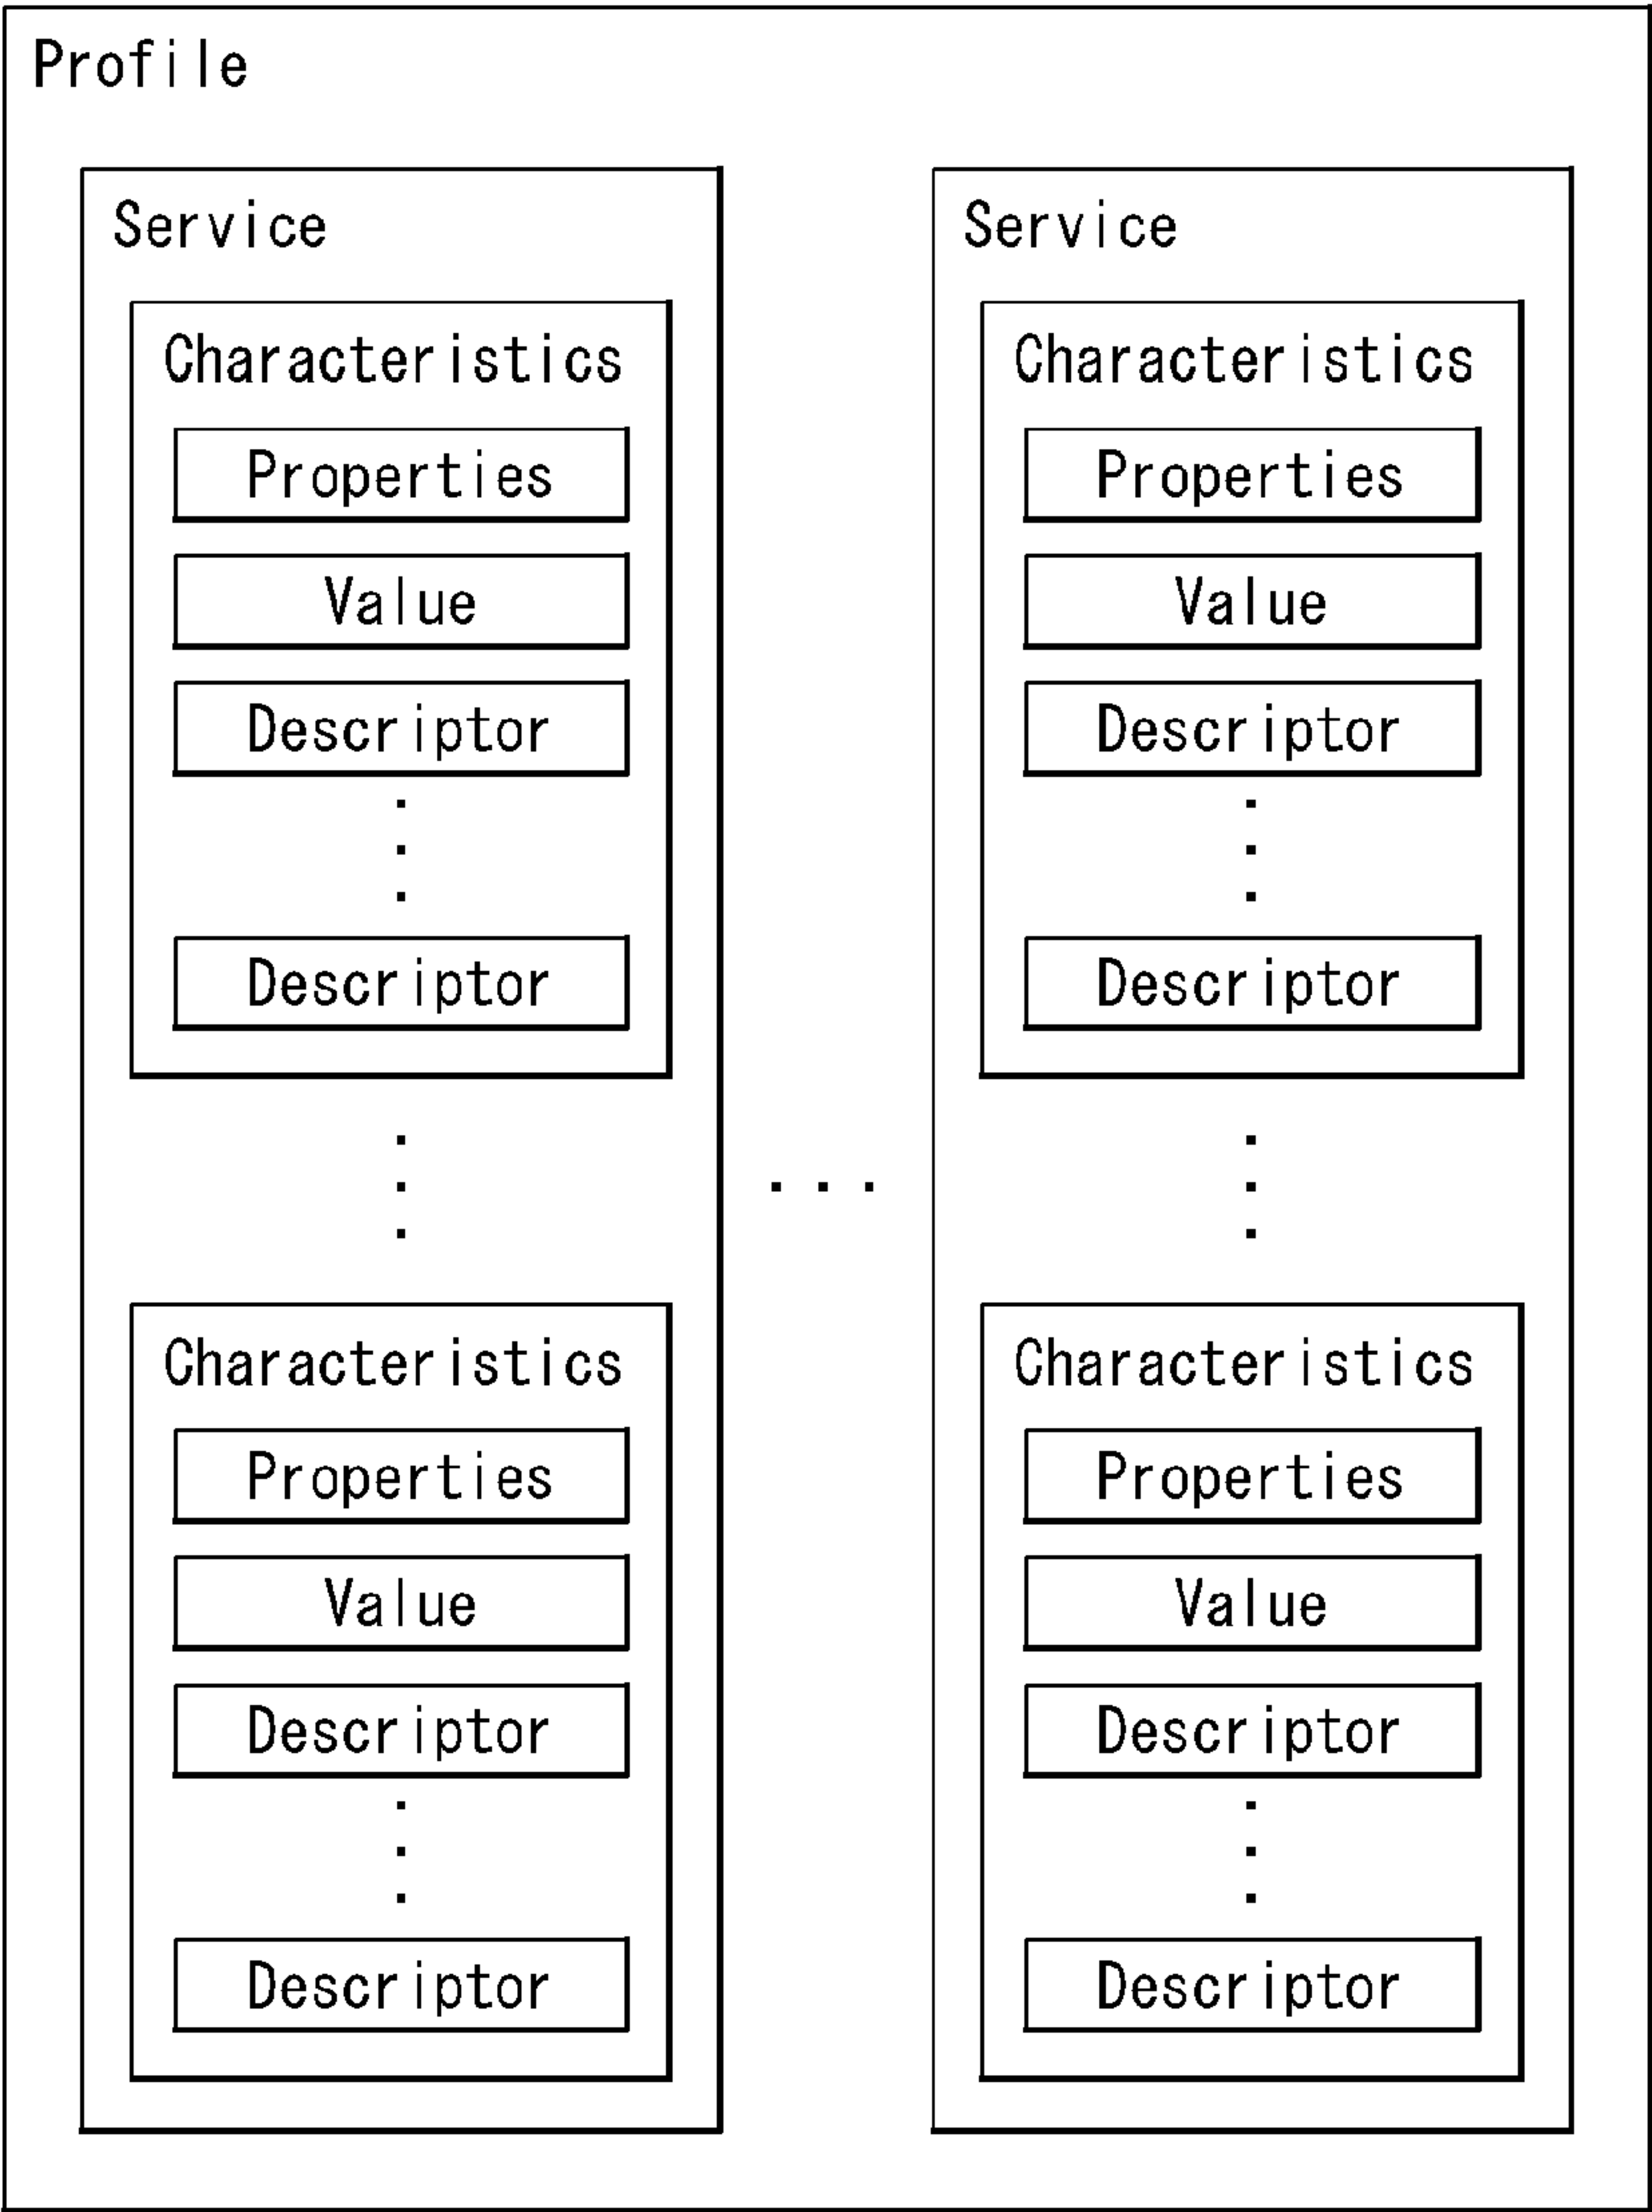 Profile
Service
Characteristics
Properties
Value
Descriptor
Descriptor
Characteristics
Properties
Value
Descriptor
Descriptor
Service
Characteristics
Properties
Value
Descriptor
Descriptor
Characteristics
Properties
Value
Descriptor
Descriptor